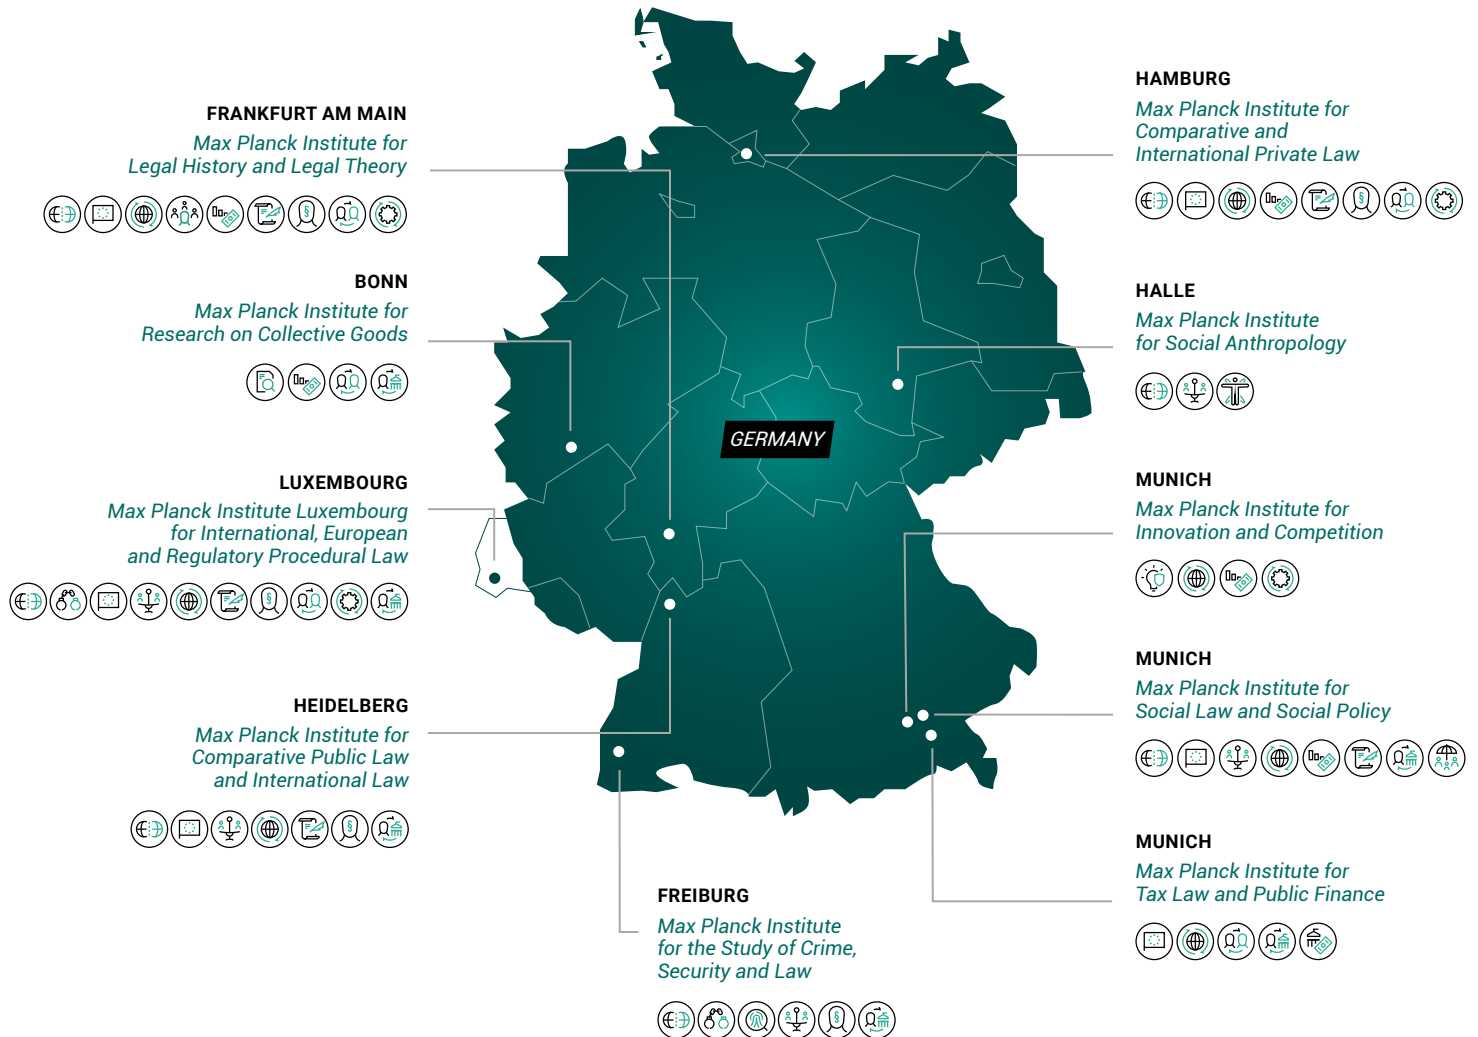 FRANKFURT AM MAIN
Max Planck Institute for
Legal History and Legal Theory
BONN
Max Planck Institute for
Research on Collective Goods
LUXEMBOURG
Max Planck Institute Luxembourg
for International, European
and Regulatory Procedural Law
HEIDELBERG
Max Planck Institute for
Comparative Public Law
and International Law
GERMANY
FREIBURG
Max Planck Institute
for the Study of Crime,
Security and Law
HAMBURG
Max Planck Institute for
Comparative and
International Private Law
HALLE
Max Planck Institute
for Social Anthropology
MUNICH
Max Planck Institute for
Innovation and Competition
MUNICH
Max Planck Institute for
Social Law and Social Policy
MUNICH
Max Planck Institute for
Tax Law and Public Finance